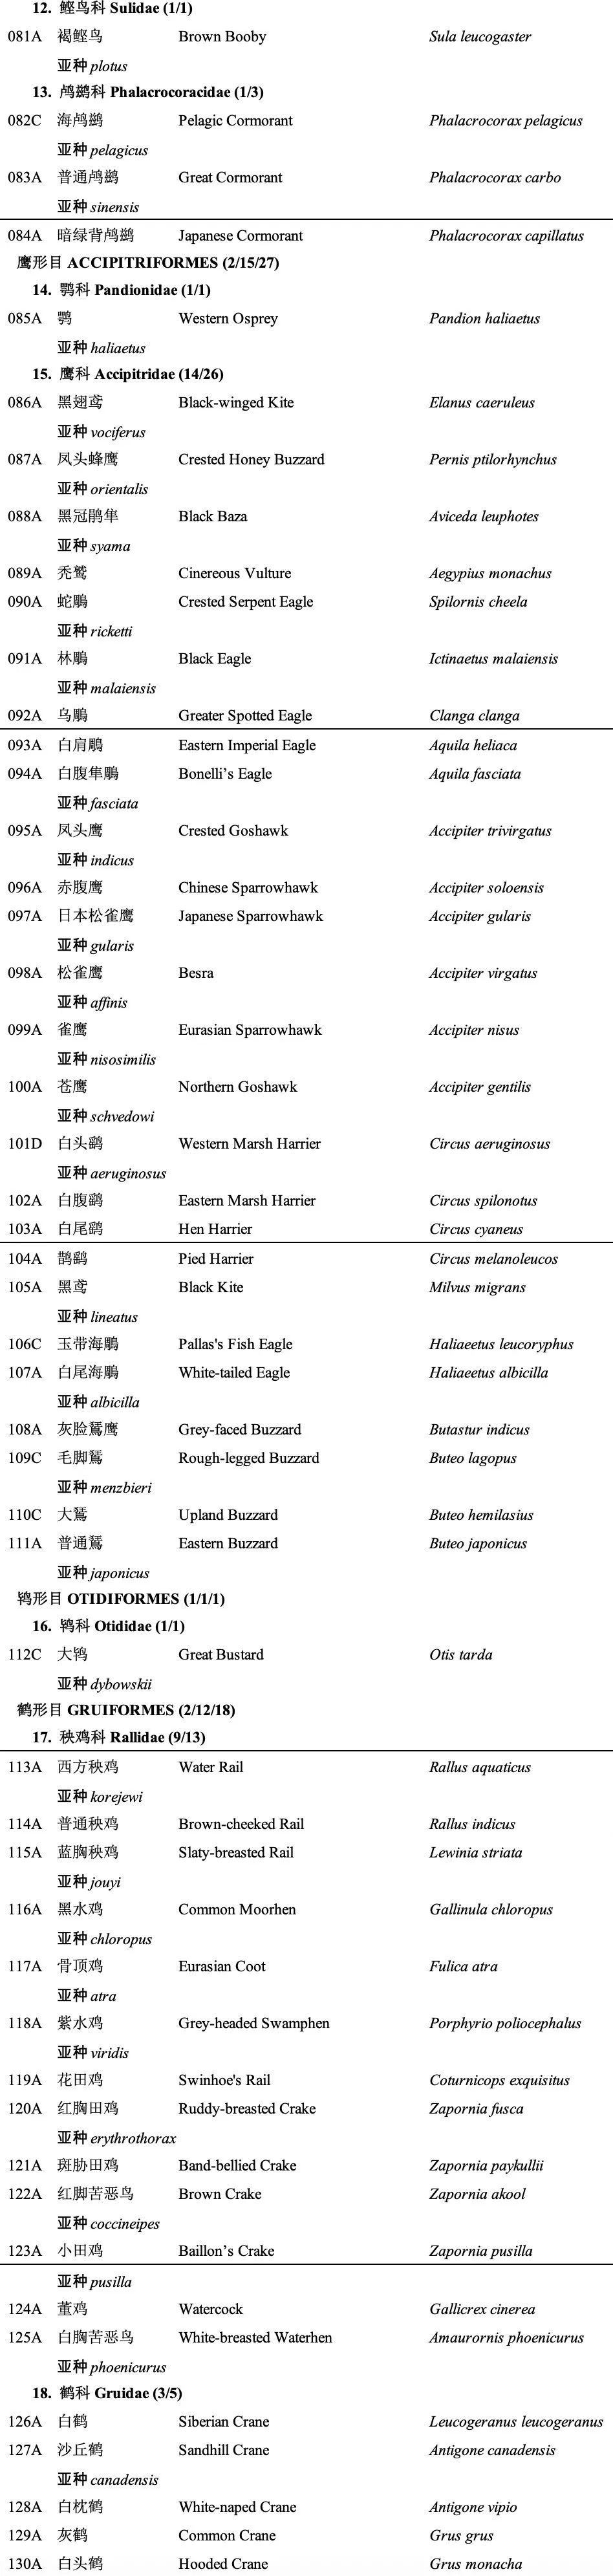 12. 鲣鸟科 Sulidae (1/1)
081A 褐鲣鸟 Brown Booby Sula leucogaster
亚种 plotus
13. 鸬鹚科 Phalacrocoracidae (1/3)
082C 海鸬鹚 Pelagic Cormorant Phalacrocorax pelagicus
亚种 pelagicus
083A 普通鸬鹚 Great Cormorant Phalacrocorax carbo
亚种 sinensis
084A 暗绿背鸬鹚 Japanese Cormorant Phalacrocorax capillatus
鹰形目 ACCIPITRIFORMES (2/15/27)
14. 鹗科 Pandionidae (1/1)
085A 鹗 Western Osprey Pandion haliaetus
亚种 haliaetus
15. 鹰科 Accipitridae (14/26)
086A 黑翅鸢 Black-winged Kite Elanus caeruleus
亚种 vociferus
087A 凤头蜂鹰 Crested Honey Buzzard Pernis ptilorhynchus
亚种 orientalis
088A 黑冠鹃隼 Black Baza Aviceda leuphotes
亚种 syama
089A 秃鹫 Cinereous Vulture Aegypius monachus
090A 蛇鵰 Crested Serpent Eagle Spilornis cheela
亚种 ricketti
091A 林鵰 Black Eagle Ictinaetus malaiensis
亚种 malaiensis
092A 乌鵰 Greater Spotted Eagle Clanga clanga
093A 白肩鵰 Eastern Imperial Eagle Aquila heliaca
094A 白腹隼鵰 Bonelli’s Eagle Aquila fasciata
亚种 fasciata
095A 凤头鹰 Crested Goshawk Accipiter trivirgatus
亚种 indicus
096A 赤腹鹰 Chinese Sparrowhawk Accipiter soloensis
097A 日本松雀鹰 Japanese Sparrowhawk Accipiter gularis
亚种 gularis
098A 松雀鹰 Besra Accipiter virgatus
亚种 affinis
099A 雀鹰 Eurasian Sparrowhawk Accipiter nisus
亚种 nisosimilis
100A 苍鹰 Northern Goshawk Accipiter gentilis
亚种 schvedowi
101D 白头鹞 Western Marsh Harrier Circus aeruginosus
亚种 aeruginosus
102A 白腹鹞 Eastern Marsh Harrier Circus spilonotus
103A 白尾鹞 Hen Harrier Circus cyaneus
104A 鹊鹞 Pied Harrier Circus melanoleucos
105A 黑鸢 Black Kite Milvus migrans
亚种 lineatus
106C 玉带海鵰 Pallas's Fish Eagle Haliaeetus leucoryphus
107A 白尾海鵰 White-tailed Eagle Haliaeetus albicilla
亚种 albicilla
108A 灰脸鵟鹰 Grey-faced Buzzard Butastur indicus
109C 毛脚鵟 Rough-legged Buzzard Buteo lagopus
亚种 menzbieri
110C 大鵟 Upland Buzzard Buteo hemilasius
111A 普通鵟 Eastern Buzzard Buteo japonicus
亚种 japonicus
鸨形目 OTIDIFORMES (1/1/1)
16. 鸨科 Otididae (1/1)
112C 大鸨 Great Bustard Otis tarda
亚种 dybowskii
鹤形目 GRUIFORMES (2/12/18)
17. 秧鸡科 Rallidae (9/13)
113A 西方秧鸡 Water Rail Rallus aquaticus
亚种 korejewi
114A 普通秧鸡 Brown-cheeked Rail Rallus indicus
115A 蓝胸秧鸡 Slaty-breasted Rail Lewinia striata
亚种 jouyi
116A 黑水鸡 Common Moorhen Gallinula chloropus
亚种 chloropus
117A 骨顶鸡 Eurasian Coot Fulica atra
亚种 atra
118A 紫水鸡 Grey-headed Swamphen Porphyrio poliocephalus
亚种 viridis
119A 花田鸡 Swinhoe's Rail Coturnicops exquisitus
120A 红胸田鸡 Ruddy-breasted Crake Zapornia fusca
亚种 erythrothorax
121A 斑胁田鸡 Band-bellied Crake Zapornia paykullii
122A 红脚苦恶鸟 Brown Crake Zapornia akool
亚种 coccineipes
123A 小田鸡 Baillon’s Crake Zapornia pusilla
亚种 pusilla
124A 董鸡 Watercock Gallicrex cinerea
125A 白胸苦恶鸟 White-breasted Waterhen Amaurornis phoenicurus
亚种 phoenicurus
18. 鹤科 Gruidae (3/5)
126A 白鹤 Siberian Crane Leucogeranus leucogeranus
127A 沙丘鹤 Sandhill Crane Antigone canadensis
亚种 canadensis
128A 白枕鹤 White-naped Crane Antigone vipio
129A 灰鹤 Common Crane Grus grus
130A 白头鹤 Hooded Crane Grus monacha